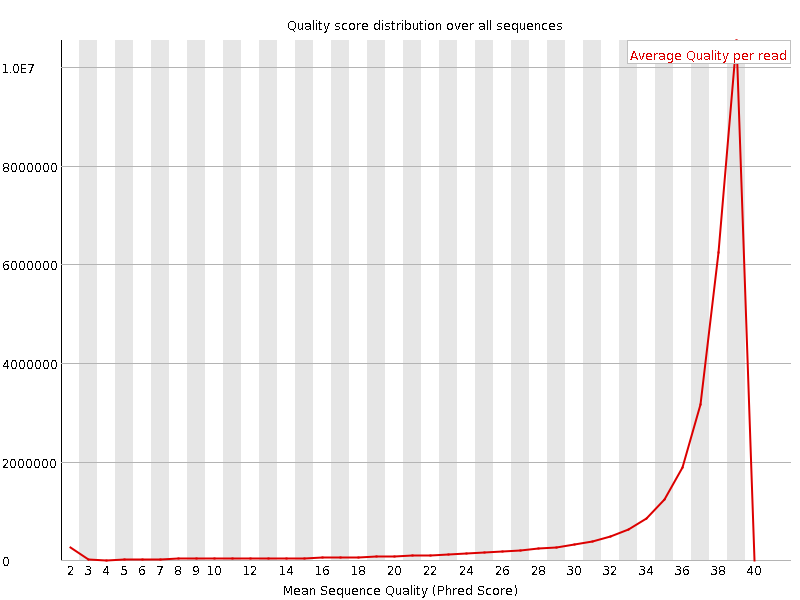 Quality score distribution over all sequences
Average Quality per read
1.0E7
8000000
6000000
4000000
2000000
0
2 3 4 5 6 7 8 9 10 12 14 16 18 20 22 24 26 28 30 32 34 36 38 40
Mean Sequence Quality (Phred Score)